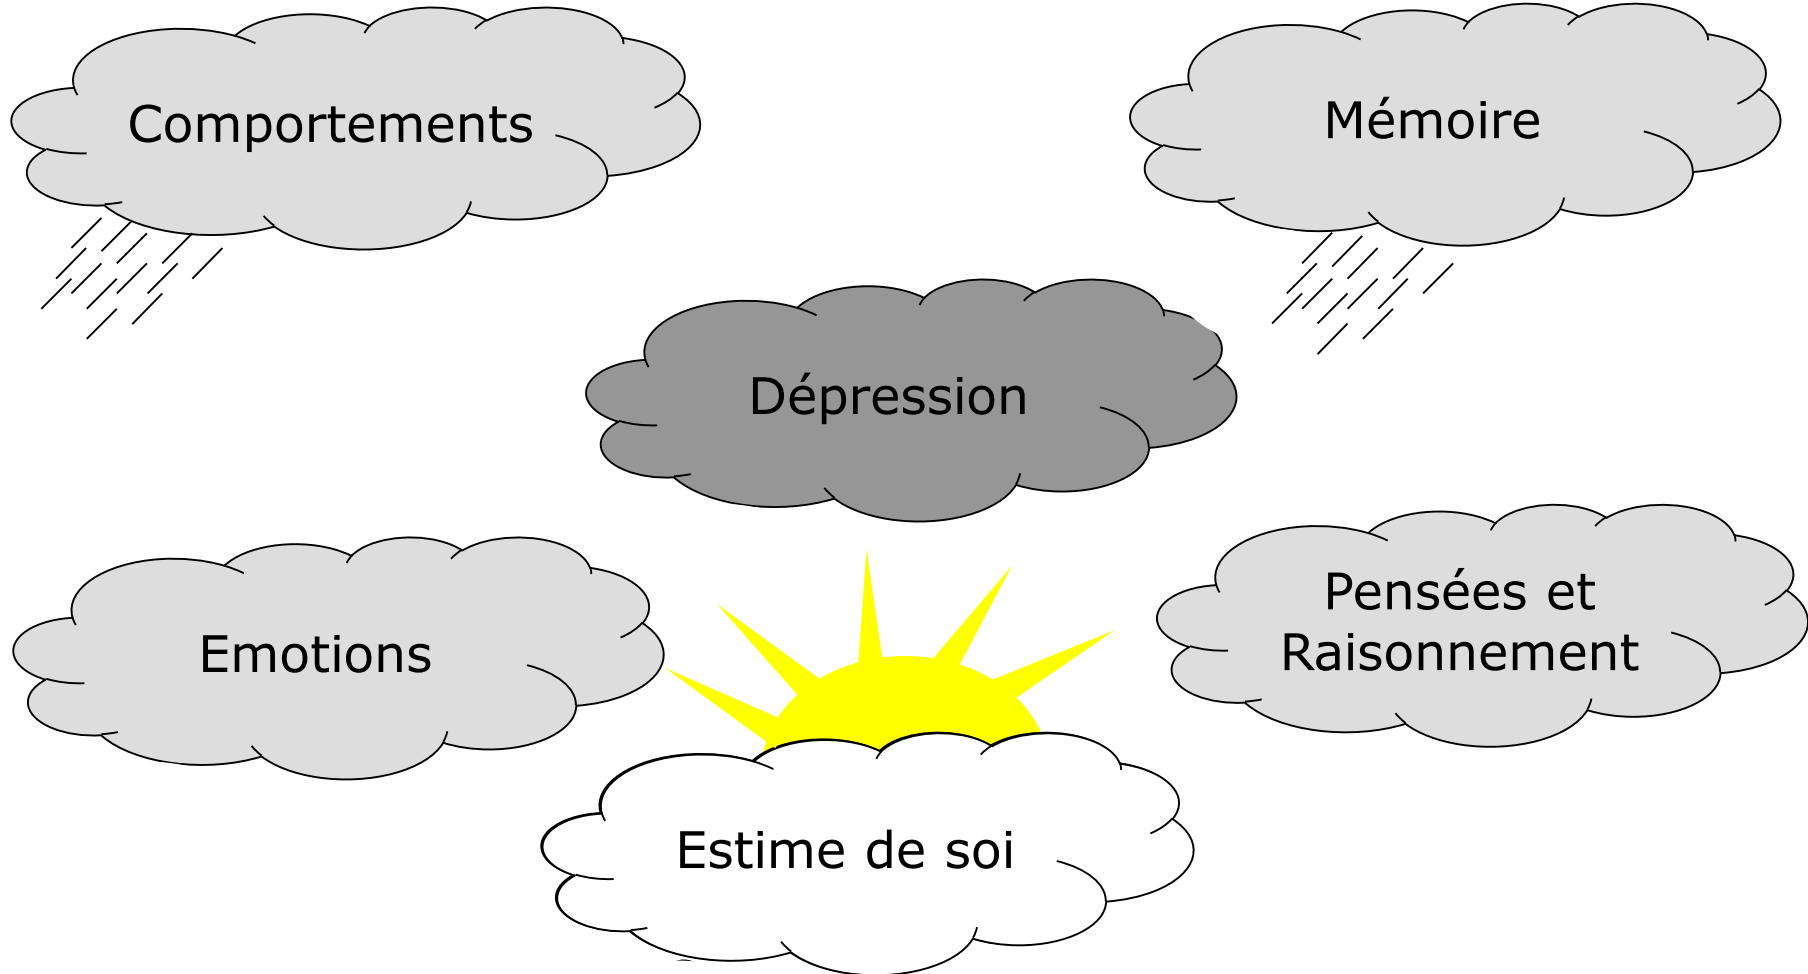 Comportements
Mémoire
Dépression
Emotions
Pensées et
Raisonnement
Estime de soi